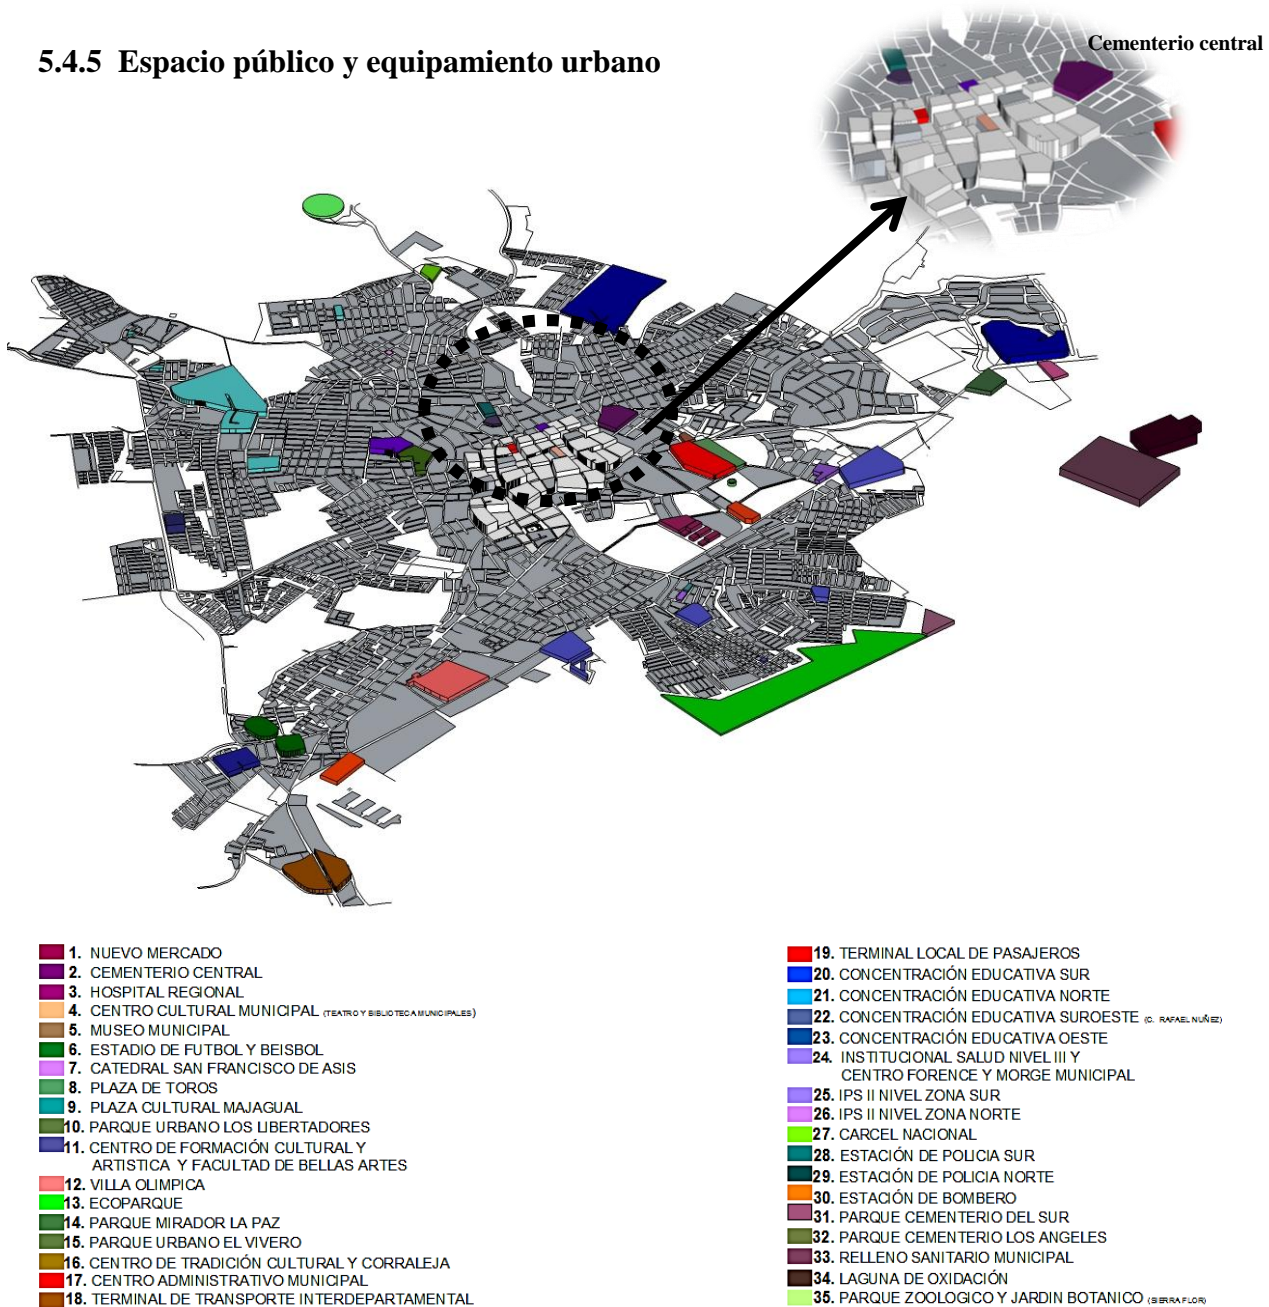 5.4.5 Espacio público y equipamiento urbano
Cementerio central
1. NUEVO MERCADO
2. CEMENTERIO CENTRAL
3. HOSPITAL REGIONAL
4. CENTRO CULTURAL MUNICIPAL (TEATRO Y BIBLIOTECA MUNICIPALES)
5. MUSEO MUNICIPAL
6. ESTADIO DE FUTBOL Y BEISBOL
7. CATEDRAL SAN FRANCISCO DE ASIS
8. PLAZA DE TOROS
9. PLAZA CULTURAL MAJAGUAL
10. PARQUE URBANO LOS LIBERTADORES
11. CENTRO DE FORMACIÓN CULTURAL Y
ARTISTICA Y FACULTAD DE BELLAS ARTES
12. VILLA OLIMPICA
13. ECOPARQUE
14. PARQUE MIRADOR LA PAZ
15. PARQUE URBANO EL VIVERO
16. CENTRO DE TRADICIÓN CULTURAL Y CORRALEJA
17. CENTRO ADMINISTRATIVO MUNICIPAL
18. TERMINAL DE TRANSPORTE INTERDEPARTAMENTAL
19. TERMINAL LOCAL DE PASAJEROS
20. CONCENTRACIÓN EDUCATIVA SUR
21. CONCENTRACIÓN EDUCATIVA NORTE
22. CONCENTRACIÓN EDUCATIVA SUROESTE (C. RAFAEL NUÑEZ)
23. CONCENTRACIÓN EDUCATIVA OESTE
24. INSTITUCIONAL SALUD NIVEL III Y
CENTRO FORENCE Y MORGE MUNICIPAL
25. IPS II NIVEL ZONA SUR
26. IPS II NIVEL ZONA NORTE
27. CARCEL NACIONAL
28. ESTACIÓN DE POLICIA SUR
29. ESTACIÓN DE POLICIA NORTE
30. ESTACIÓN DE BOMBERO
31. PARQUE CEMENTERIO DEL SUR
32. PARQUE CEMENTERIO LOS ANGELES
33. RELLENO SANITARIO MUNICIPAL
34. LAGUNA DE OXIDACIÓN
35. PARQUE ZOOLOGICO Y JARDIN BOTANICO (SIERRA FLOR)